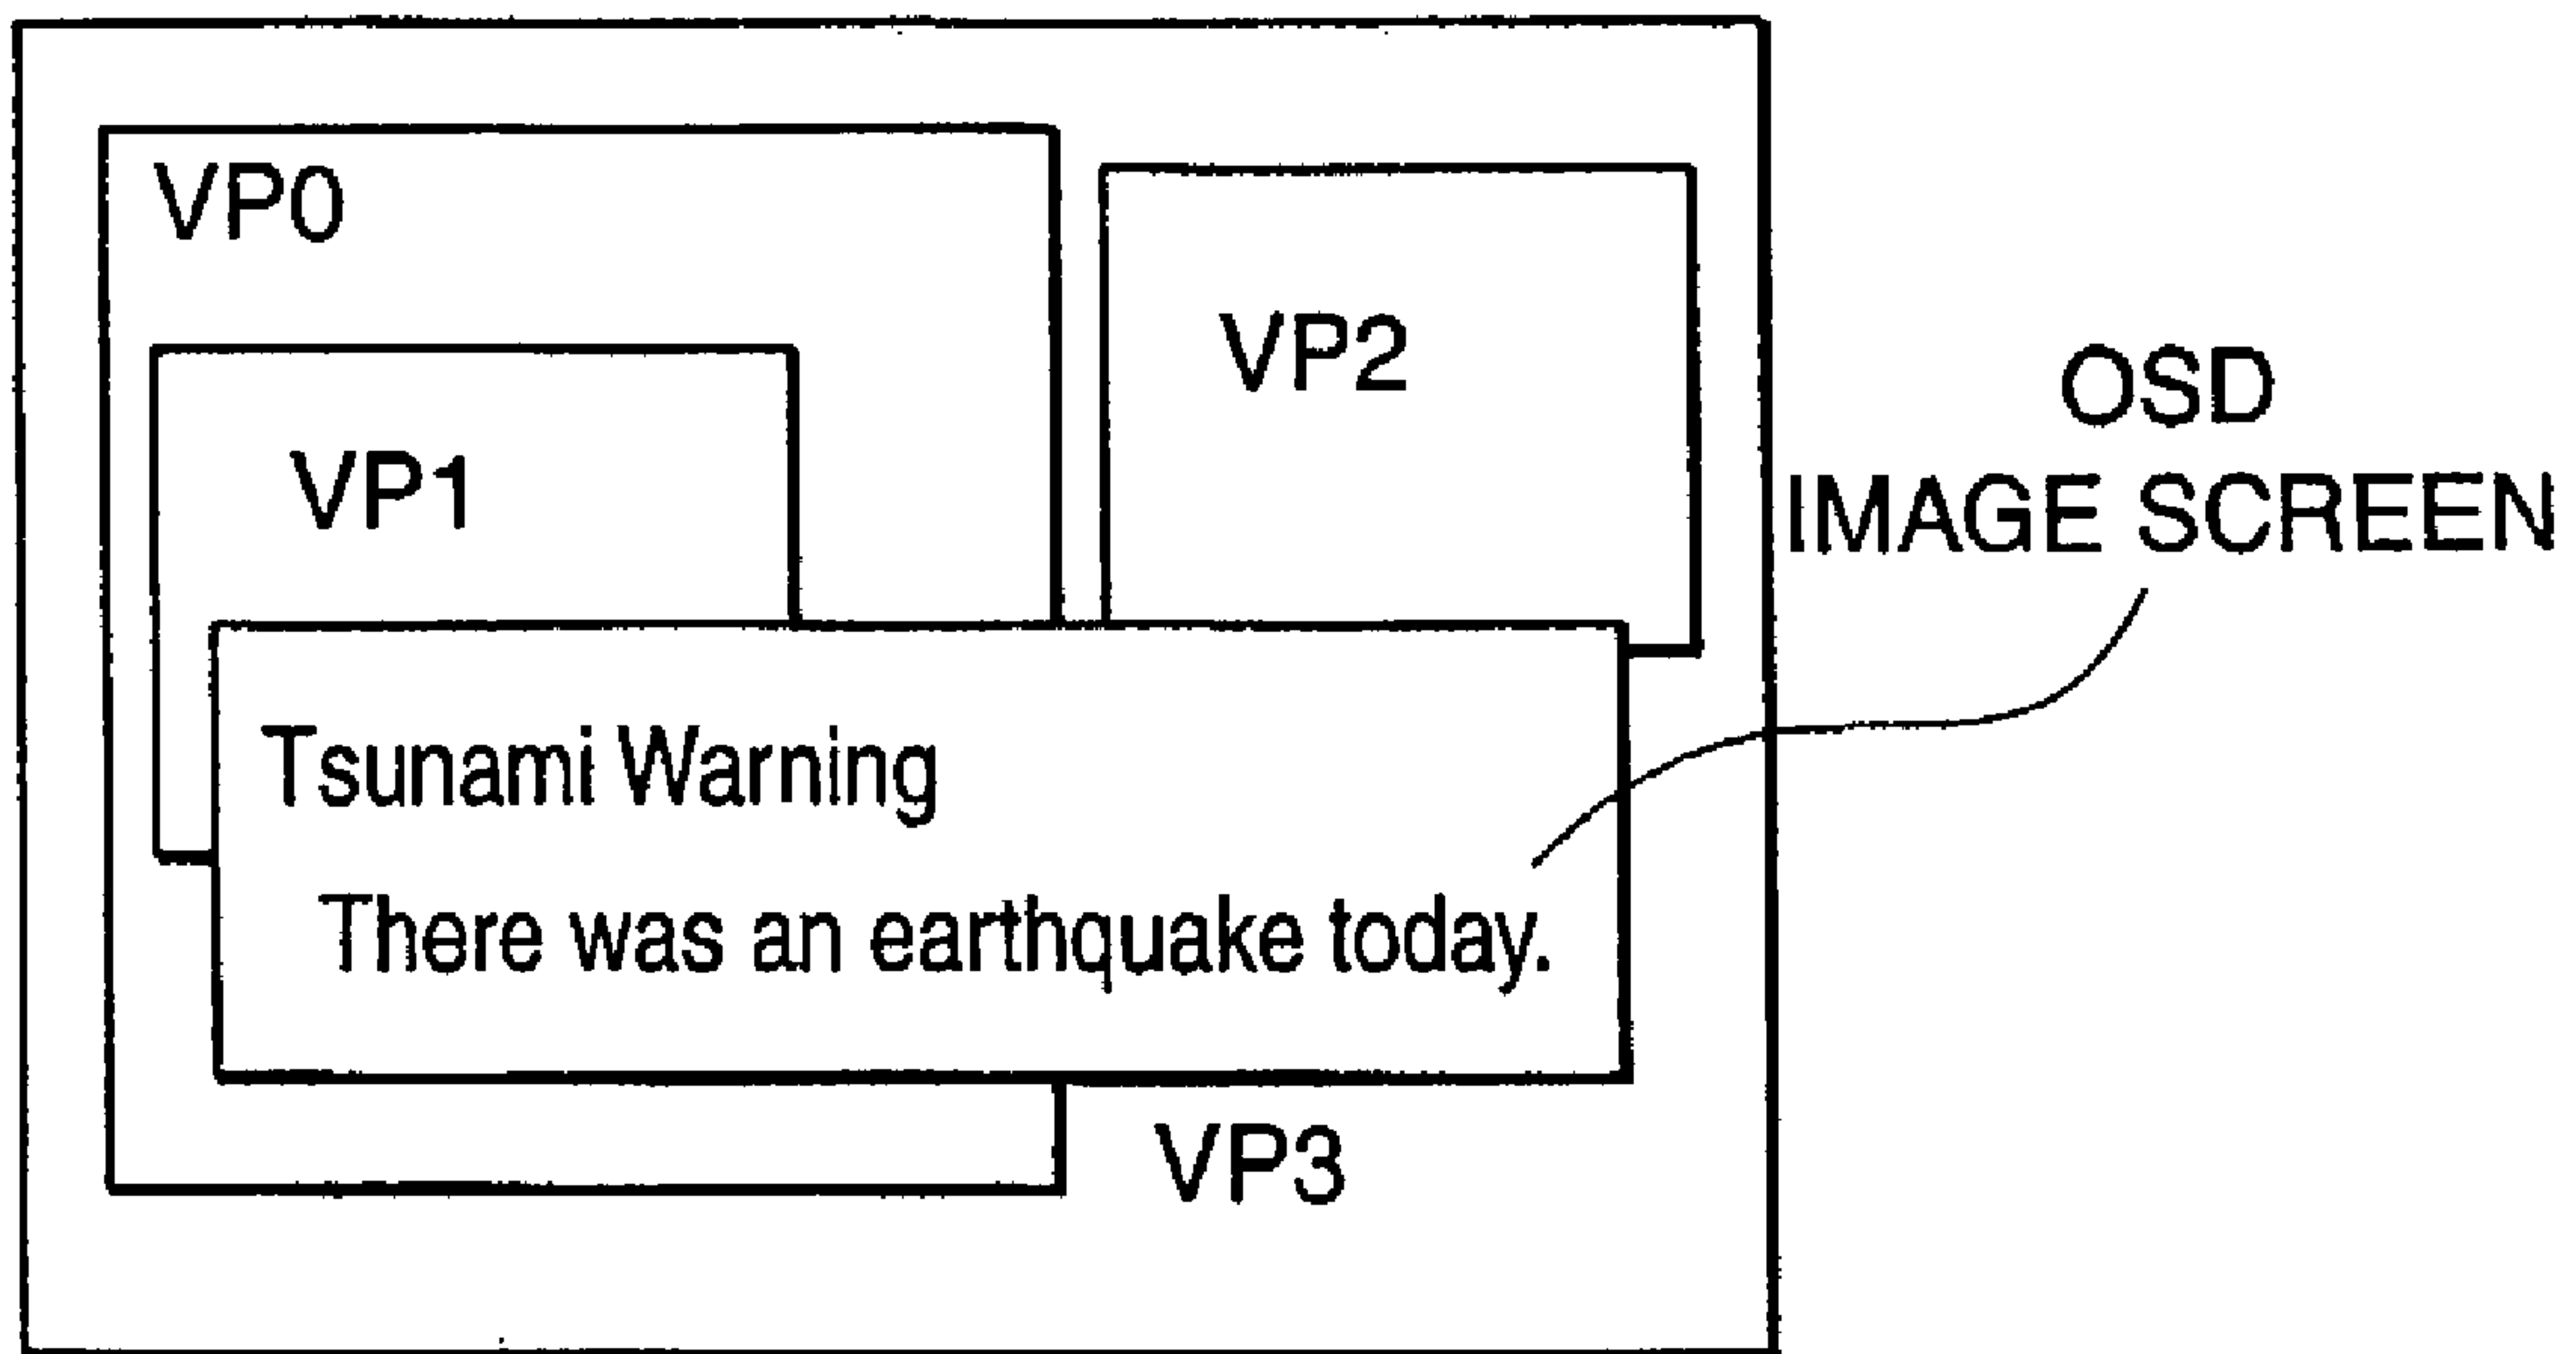 VP0
VP2
VP1
OSD
IMAGE SCREEN
Tsunami Warning
There was an earthquake today.
VP3